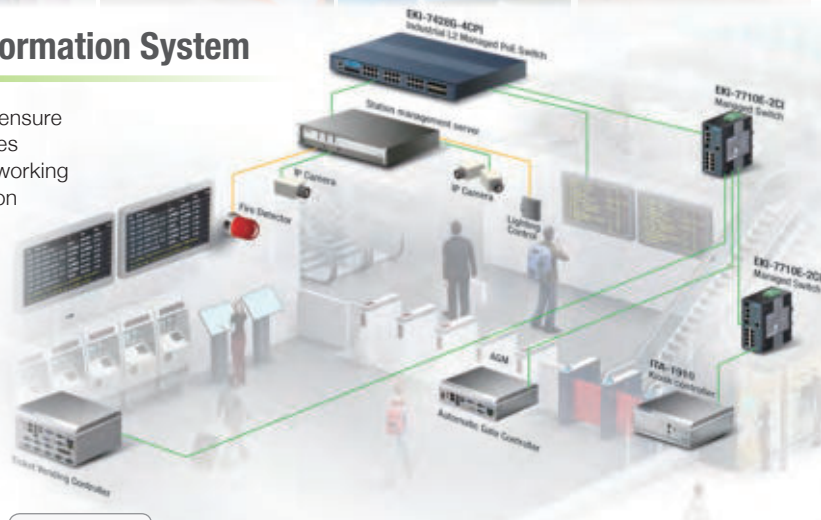 ormation System
ensure
es
working
on
EKI-7428G-4CPI
Industrial L2 Managed PoE Switch
Station management server
EKI-7710E-2CI
Managed Switch
IP Camera
IP Camera
Fire Detector
Lighting
Control
EKI-7710E-2CI
Managed Switch
AGM
ITA-1910
Kiosk Controller
Automatic Gate Controller
Ticket Vending Controller